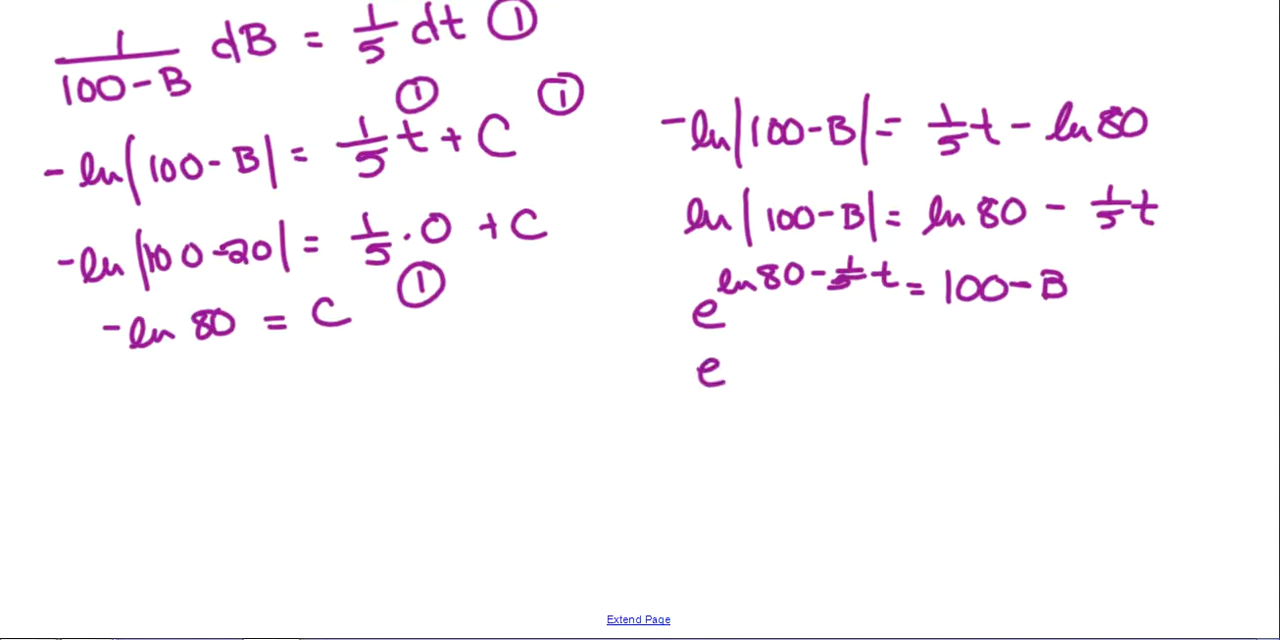 1/(100-B) dB = 1/5 dt ①
① ①
-ln|100-B| = 1/5 t + C
-ln|100-20| = 1/5 · 0 + C
①
-ln 80 = C
-ln|100-B| = 1/5 t - ln 80
ln|100-B| = ln 80 - 1/5 t
e^(ln 80 - 1/5 t) = 100-B
e
Extend Page